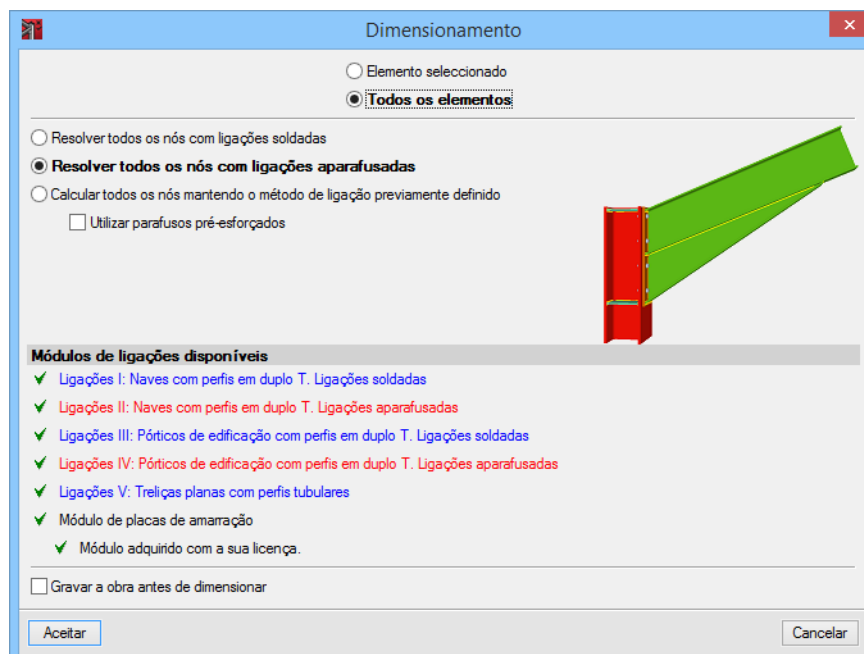 Dimensionamento
Elemento seleccionado
Todos os elementos
Resolver todos os nós com ligações soldadas
Resolver todos os nós com ligações aparafusadas
Calcular todos os nós mantendo o método de ligação previamente definido
Utilizar parafusos pré-esforçados
Módulos de ligações disponíveis
Ligações I: Naves com perfis em duplo T. Ligações soldadas
Ligações II: Naves com perfis em duplo T. Ligações aparafusadas
Ligações III: Pórticos de edificação com perfis em duplo T. Ligações soldadas
Ligações IV: Pórticos de edificação com perfis em duplo T. Ligações aparafusadas
Ligações V: Treliças planas com perfis tubulares
Módulo de placas de amarração
Módulo adquirido com a sua licença.
Gravar a obra antes de dimensionar
Aceitar
Cancelar